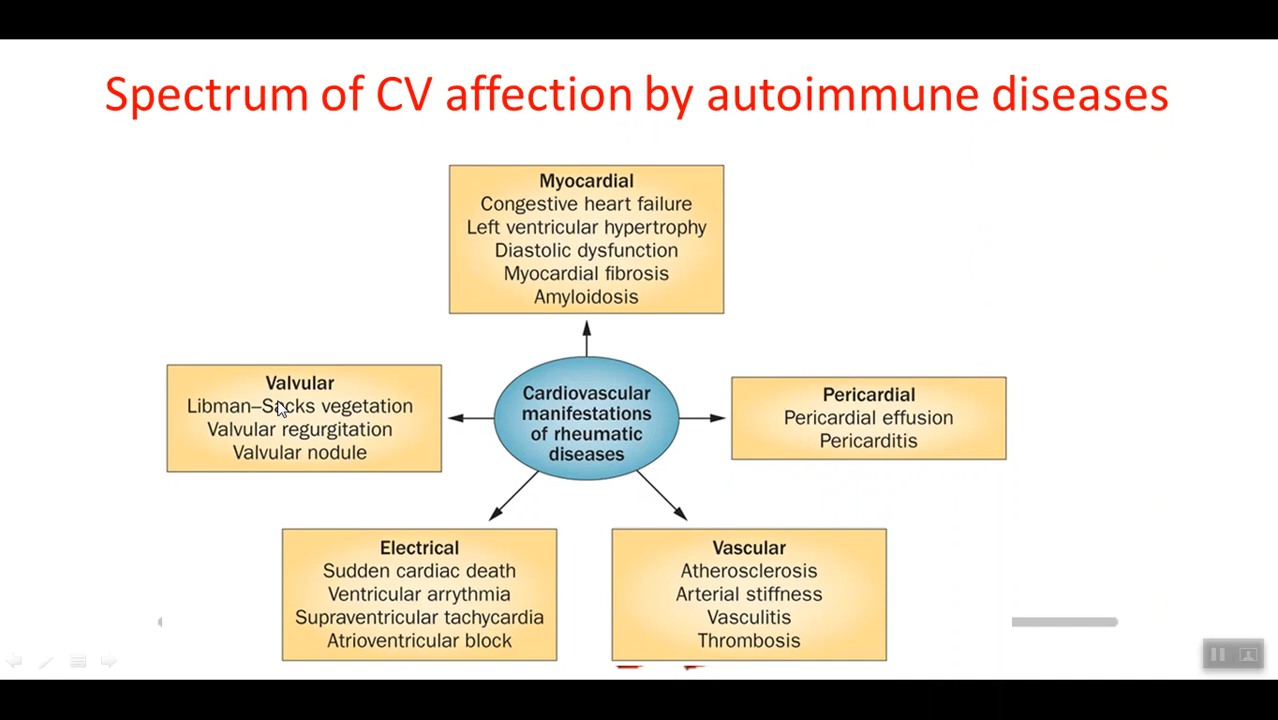 Spectrum of CV affection by autoimmune diseases
Myocardial
Congestive heart failure
Left ventricular hypertrophy
Diastolic dysfunction
Myocardial fibrosis
Amyloidosis
Valvular
Libman–Sacks vegetation
Valvular regurgitation
Valvular nodule
Cardiovascular
manifestations
of rheumatic
diseases
Pericardial
Pericardial effusion
Pericarditis
Electrical
Sudden cardiac death
Ventricular arrythmia
Supraventricular tachycardia
Atrioventricular block
Vascular
Atherosclerosis
Arterial stiffness
Vasculitis
Thrombosis